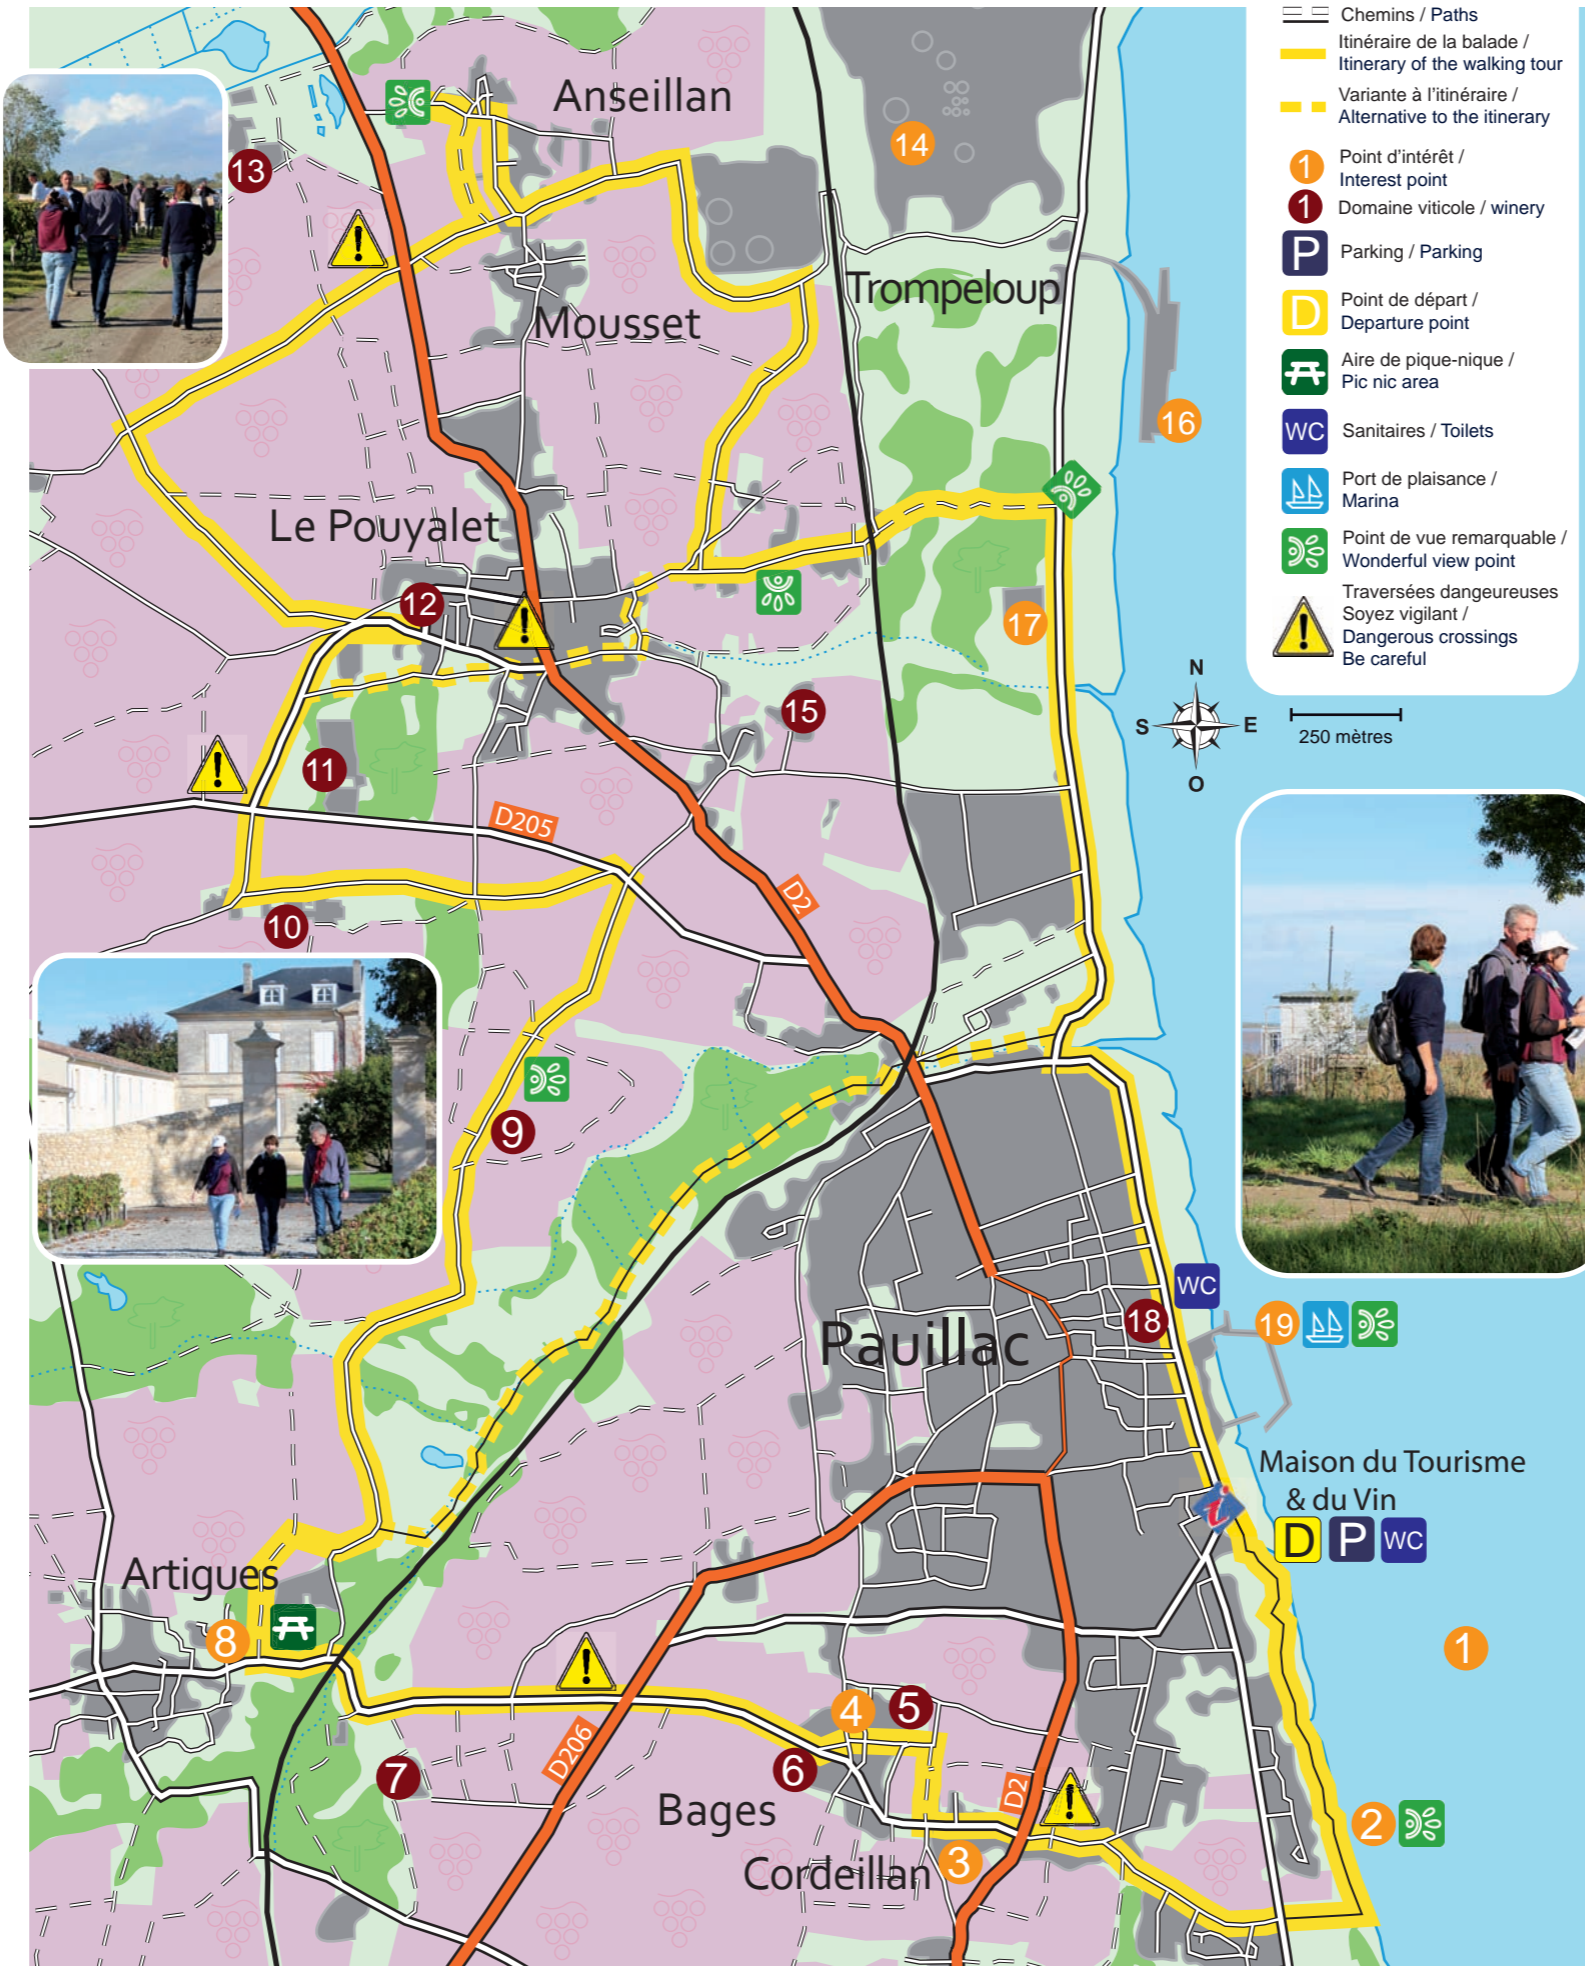 Chemins / Paths
Itinéraire de la balade /
Itinerary of the walking tour
Variante à l'itinéraire /
Alternative to the itinerary
1
Point d'intérêt /
Interest point
1
Domaine viticole / winery
P
Parking / Parking
D
Point de départ /
Departure point
Aire de pique-nique /
Pic nic area
WC
Sanitaires / Toilets
Port de plaisance /
Marina
Point de vue remarquable /
Wonderful view point
!
Traversées dangeureuses
Soyez vigilant /
Dangerous crossings
Be careful
N
S
E
O
250 mètres
Anseillan
13
14
!
Trompeloup
Mousset
16
Le Pouyalet
12
!
17
15
!
11
D205
D2
10
9
WC
18
19
Pauillac
Maison du Tourisme
& du Vin
i
D
P
WC
Artigues
8
1
!
4
5
D206
6
7
D2
!
Bages
2
Cordeillan
3